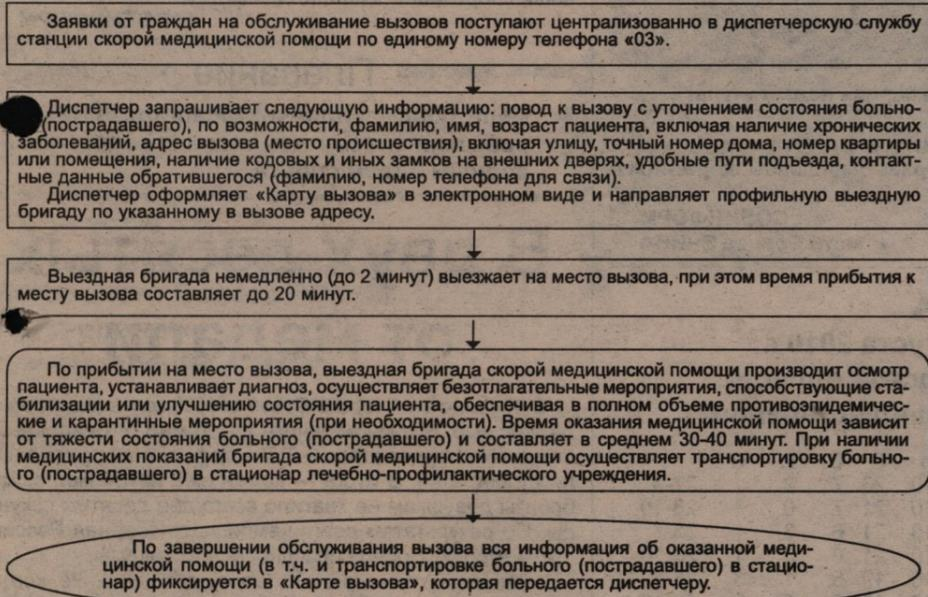 Заявки от граждан на обслуживание вызовов поступают централизованно в диспетчерскую службу
станции скорой медицинской помощи по единому номеру телефона «03».
Диспетчер запрашивает следующую информацию: повод к вызову с уточнением состояния больно-
(пострадавшего), по возможности, фамилию, имя, возраст пациента, включая наличие хронических
заболеваний, адрес вызова (место происшествия), включая улицу, точный номер дома, номер квартиры
или помещения, наличие кодовых и иных замков на внешних дверях, удобные пути подъезда, контакт-
ные данные обратившегося (фамилию, номер телефона для связи).
Диспетчер оформляет «Карту вызова» в электронном виде и направляет профильную выездную
бригаду по указанному в вызове адресу.
Выездная бригада немедленно (до 2 минут) выезжает на место вызова, при этом время прибытия к
месту вызова составляет до 20 минут.
По прибытии на место вызова, выездная бригада скорой медицинской помощи производит осмотр
пациента, устанавливает диагноз, осуществляет безотлагательные мероприятия, способствующие ста-
билизации или улучшению состояния пациента, обеспечивая в полном объеме противоэпидемичес-
кие и карантинные мероприятия (при необходимости). Время оказания медицинской помощи зависит
от тяжести состояния больного (пострадавшего) и составляет в среднем 30-40 минут. При наличии
медицинских показаний бригада скорой медицинской помощи осуществляет транспортировку больно-
го (пострадавшего) в стационар лечебно-профилактического учреждения.
По завершении обслуживания вызова вся информация об оказанной меди-
цинской помощи (в т.ч. и транспортировке больного (пострадавшего) в стацио-
нар) фиксируется в «Карте вызова», которая передается диспетчеру.